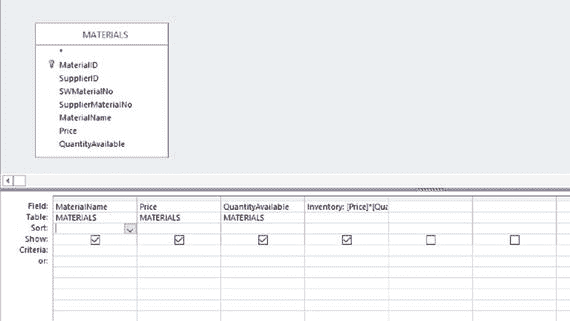 MATERIALS
*
MaterialID
SupplierID
SWMaterialNo
SupplierMaterialNo
MaterialName
Price
QuantityAvailable
Field: MaterialName Price QuantityAvailable Inventory: [Price]*[Qua
Table: MATERIALS MATERIALS MATERIALS
Sort:
Show:
Criteria:
or: